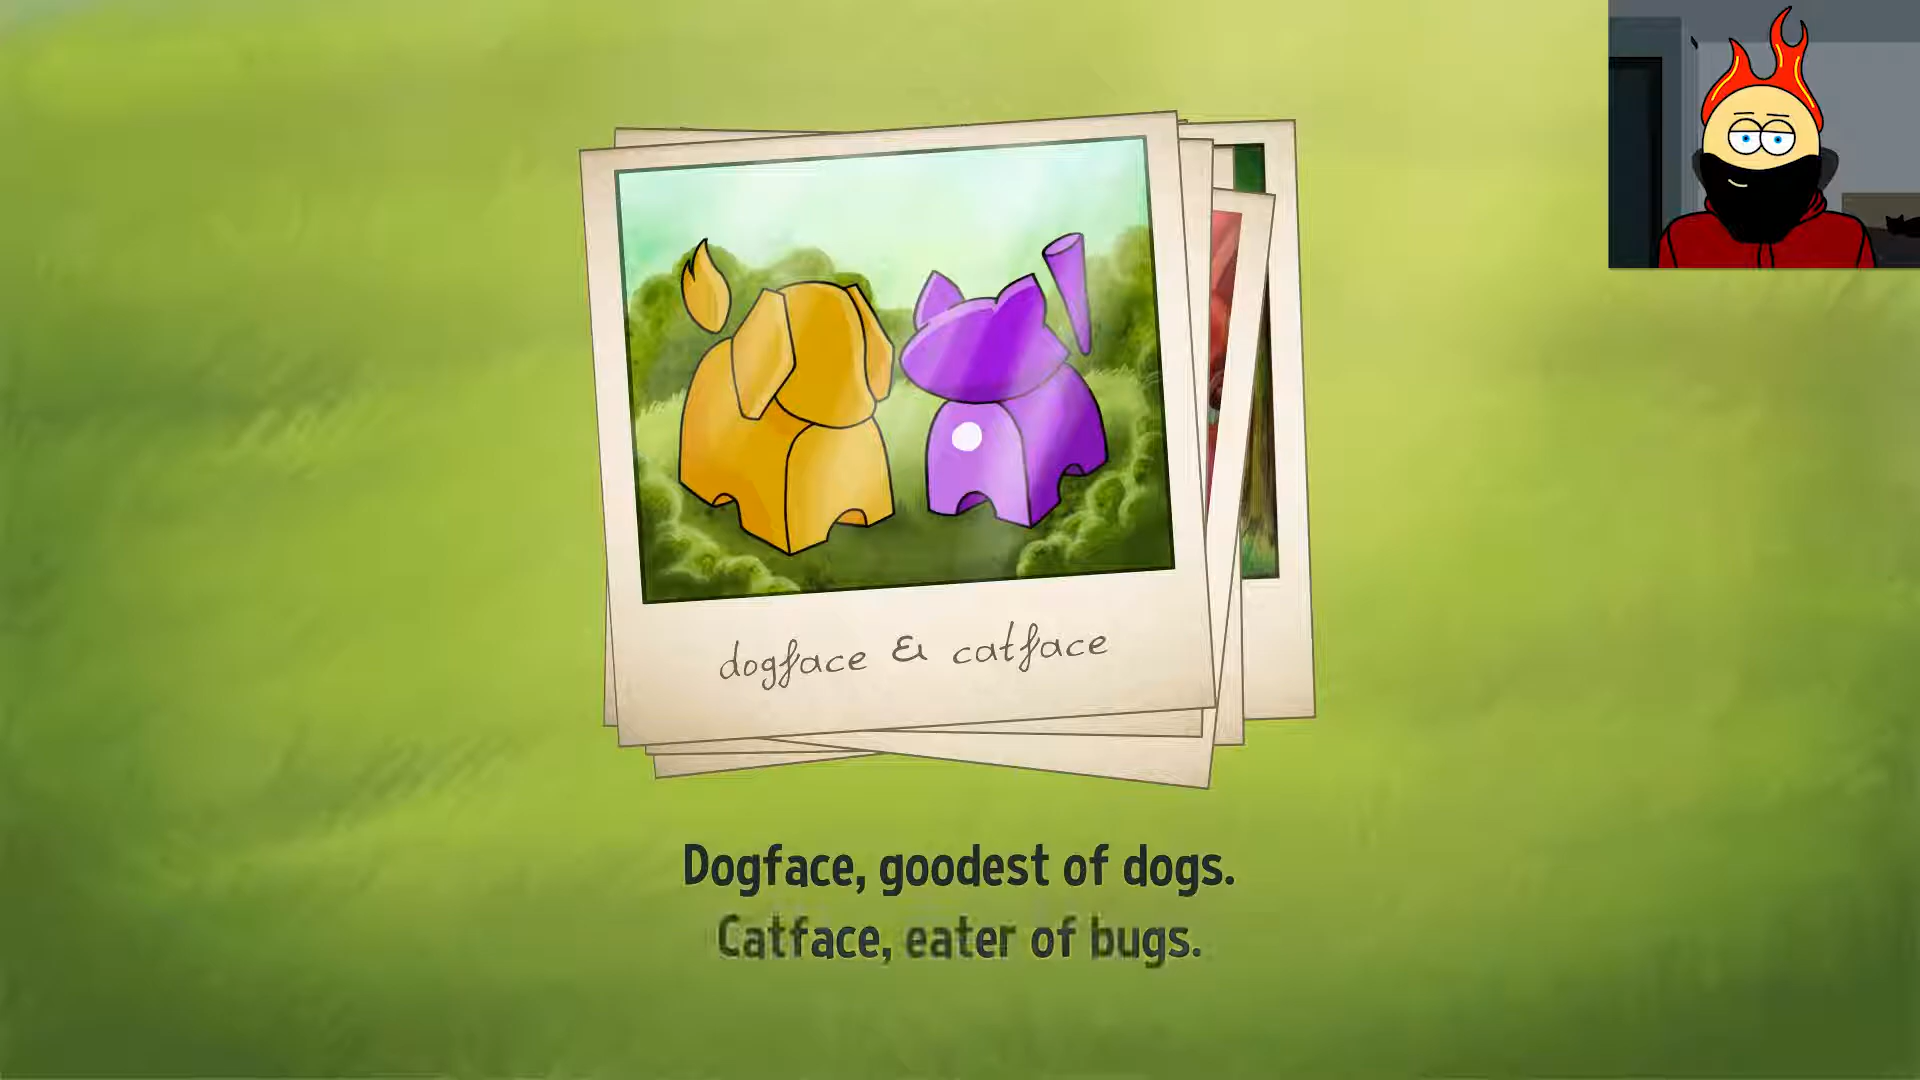 dogface & catface
Dogface, goodest of dogs.
Catface, eater of bugs.